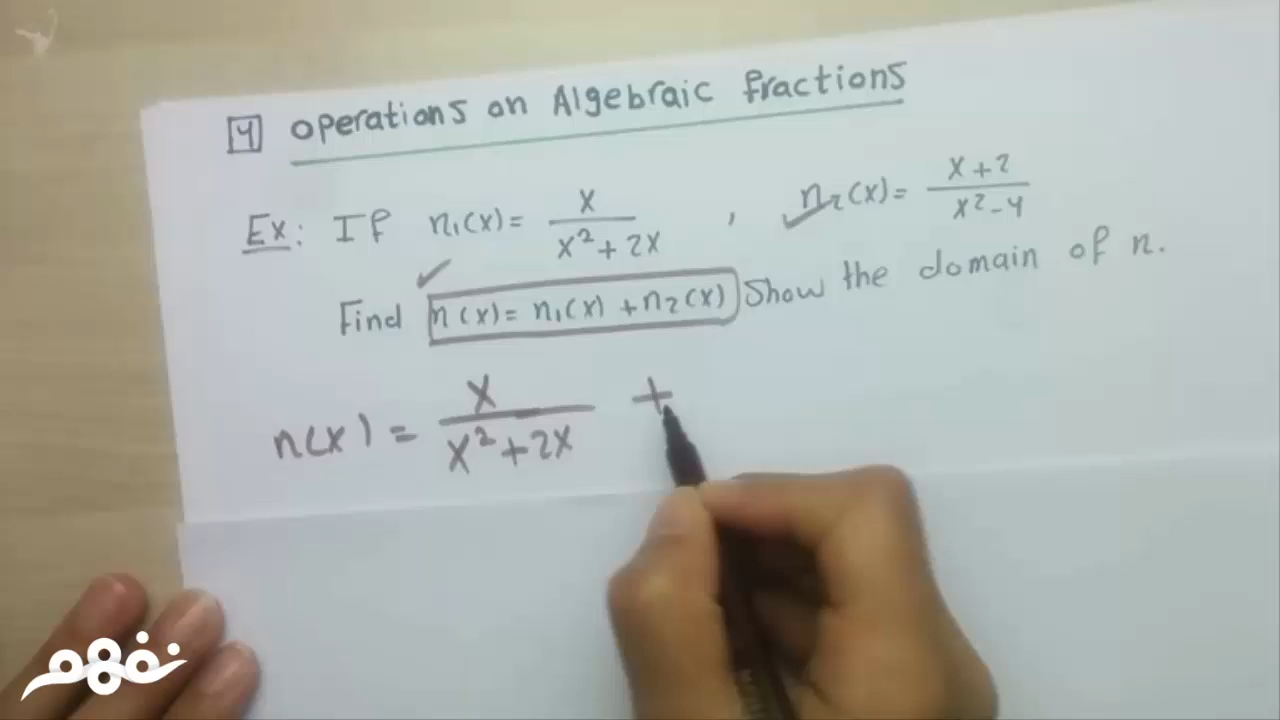 4 Operations on Algebraic fractions
Ex: If n₁(x) = x / (x² + 2x) , n₂(x) = (x + 2) / (x² - 4)
Find n(x) = n₁(x) + n₂(x) Show the domain of n.
n(x) = x / (x² + 2x) +
نفهم